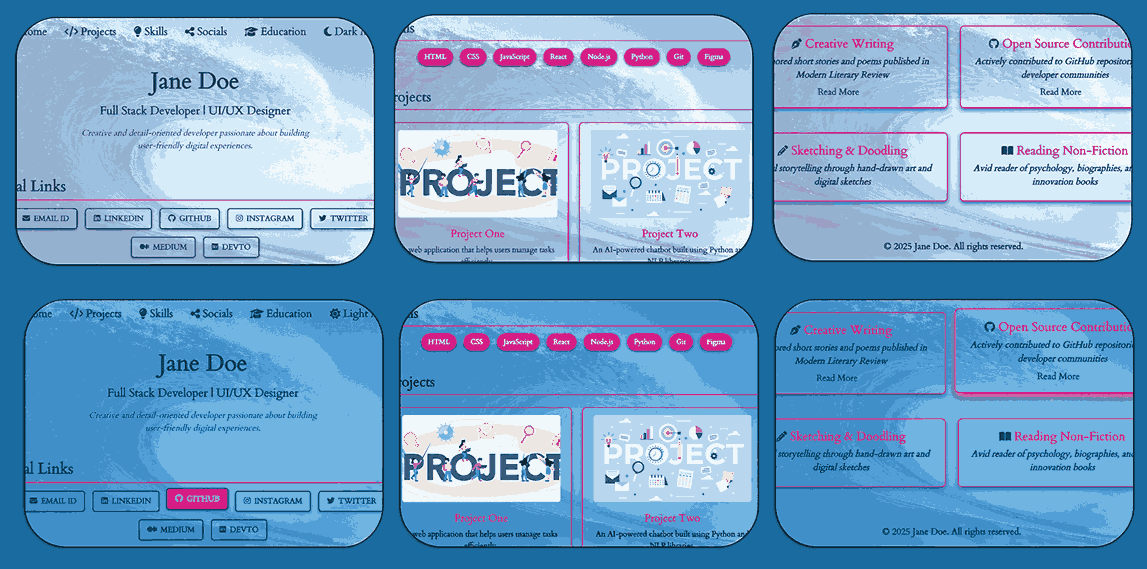 ome Projects Skills Socials Education Dark
Jane Doe
Full Stack Developer | UI/UX Designer
Creative and detail-oriented developer passionate about building
user-friendly digital experiences.
al Links
EMAIL ID LINKEDIN GITHUB INSTAGRAM TWITTER
MEDIUM DEVTO
ls
HTML CSS JavaScript React Node.js Python Git Figma
rojects
PROJECT PROJECT
Project One Project Two
web application that helps users manage tasks An AI-powered chatbot built using Python an
efficiently. NLP libraries.
Creative Writing Open Source Contributio
ored short stories and poems published in Actively contributed to GitHub repositori
Modern Literary Review developer communities
Read More Read More
Sketching & Doodling Reading Non-Fiction
l storytelling through hand-drawn art and Avid reader of psychology, biographies, an
digital sketches innovation books
© 2025 Jane Doe. All rights reserved.
ome Projects Skills Socials Education Light
Jane Doe
Full Stack Developer | UI/UX Designer
Creative and detail-oriented developer passionate about building
user-friendly digital experiences.
al Links
EMAIL ID LINKEDIN GITHUB INSTAGRAM TWITTER
MEDIUM DEVTO
ls
HTML CSS JavaScript React Node.js Python Git Figma
rojects
PROJECT PROJECT
Project One Project Two
web application that helps users manage tasks An AI-powered chatbot built using Python an
efficiently. NLP libraries.
Creative Writing Open Source Contributio
ored short stories and poems published in Actively contributed to GitHub repositori
Modern Literary Review developer communities
Read More Read More
Sketching & Doodling Reading Non-Fiction
storytelling through hand-drawn art and Avid reader of psychology, biographies, an
digital sketches innovation books
© 2025 Jane Doe. All rights reserved.